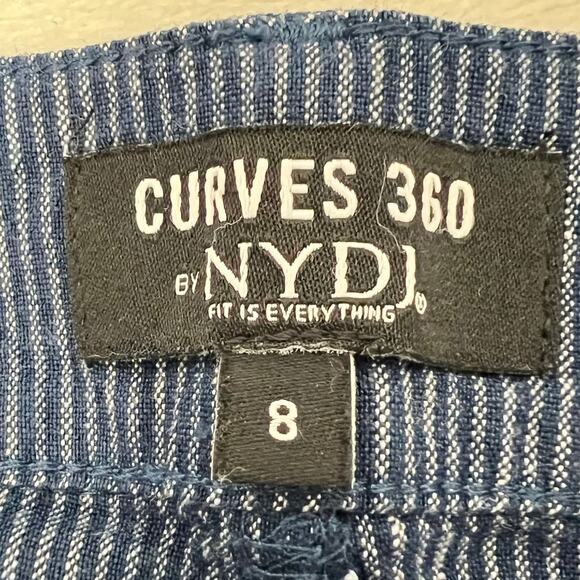 CURVES 360
BY NYDJ®
FIT IS EVERYTHING
8